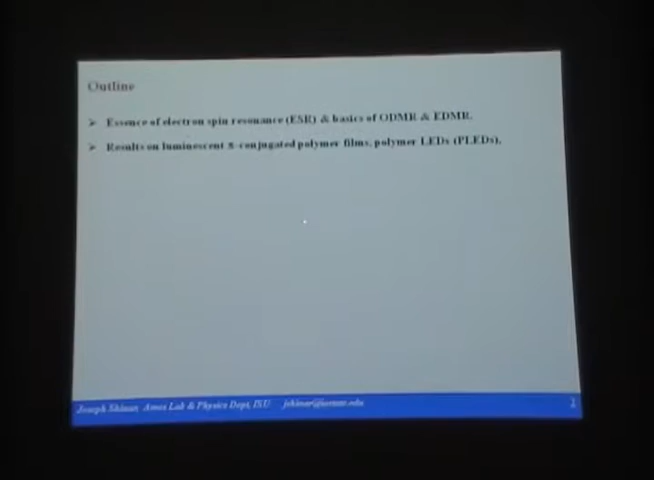 Outline
➢ Essence of electron spin resonance (ESR) & basics of ODMR & EDMR.
➢ Results on luminescent π-conjugated polymer films, polymer LEDs (PLEDs),
Joseph Shinar, Ames Lab & Physics Dept, ISU
1